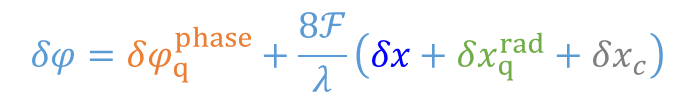 δφ = δφ_q^phase + 8ℱ/λ (δx + δx_q^rad + δx_c)